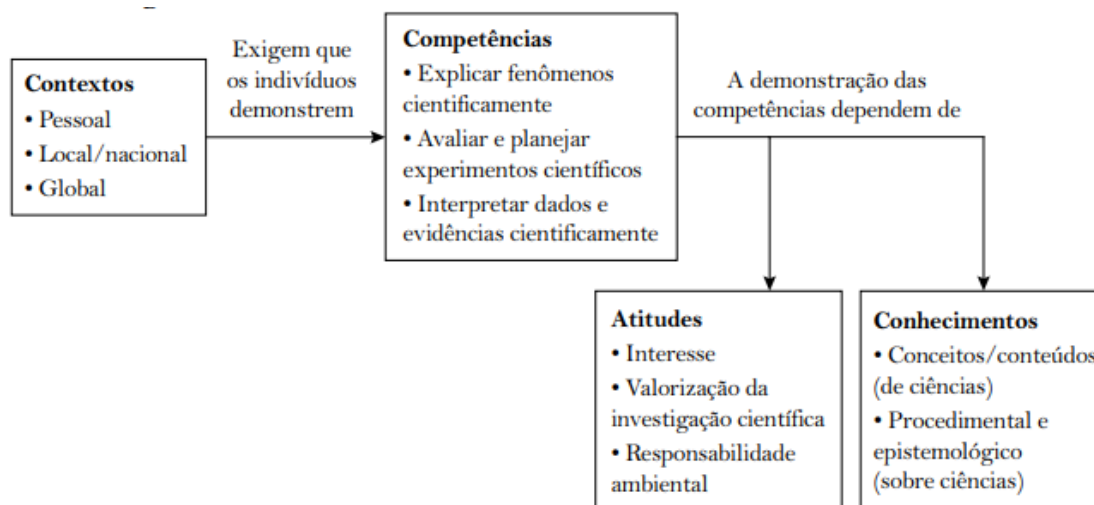 Contextos
• Pessoal
• Local/nacional
• Global
Exigem que
os indivíduos
demonstrem
Competências
• Explicar fenômenos
cientificamente
• Avaliar e planejar
experimentos científicos
• Interpretar dados e
evidências cientificamente
A demonstração das
competências dependem de
Atitudes
• Interesse
• Valorização da
investigação científica
• Responsabilidade
ambiental
Conhecimentos
• Conceitos/conteúdos
(de ciências)
• Procedimental e
epistemológico
(sobre ciências)